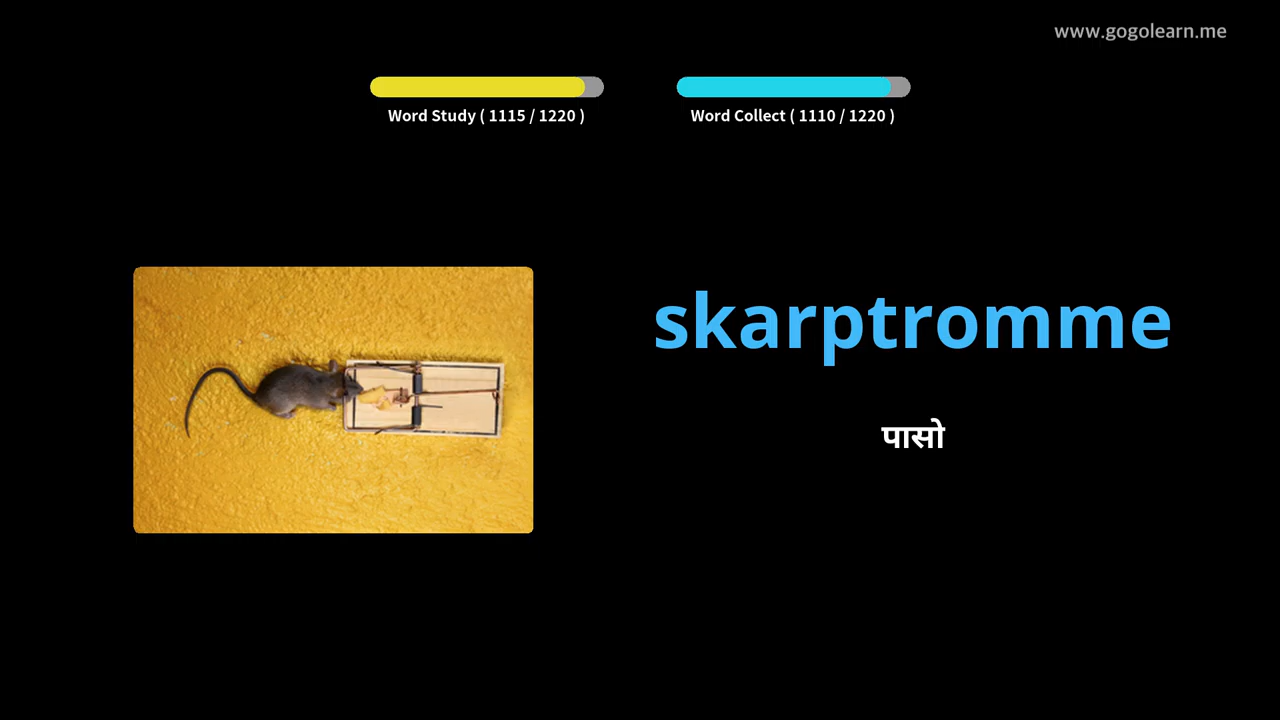 www.gogolearn.me
Word Study ( 1115 / 1220 )
Word Collect ( 1110 / 1220 )
skarptromme
पासो